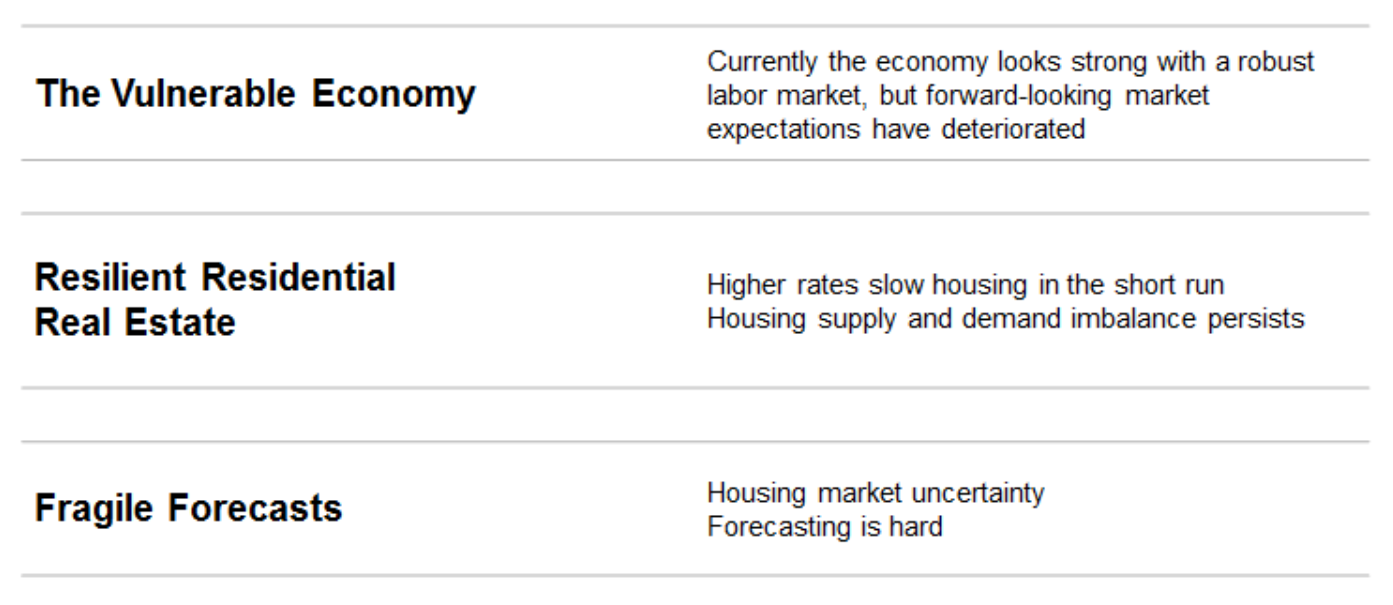 The Vulnerable Economy
Currently the economy looks strong with a robust
labor market, but forward-looking market
expectations have deteriorated
Resilient Residential
Real Estate
Higher rates slow housing in the short run
Housing supply and demand imbalance persists
Fragile Forecasts
Housing market uncertainty
Forecasting is hard